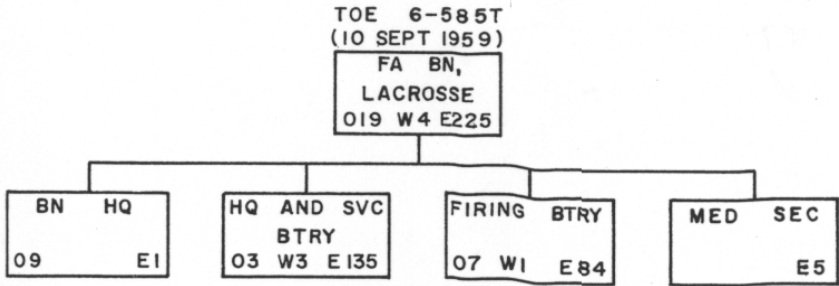 TOE 6-585T
(10 SEPT 1959)
FA BN,
LACROSSE
O19 W4 E225
BN HQ
O9 E1
HQ AND SVC
BTRY
O3 W3 E135
FIRING BTRY
O7 W1 E84
MED SEC
E5